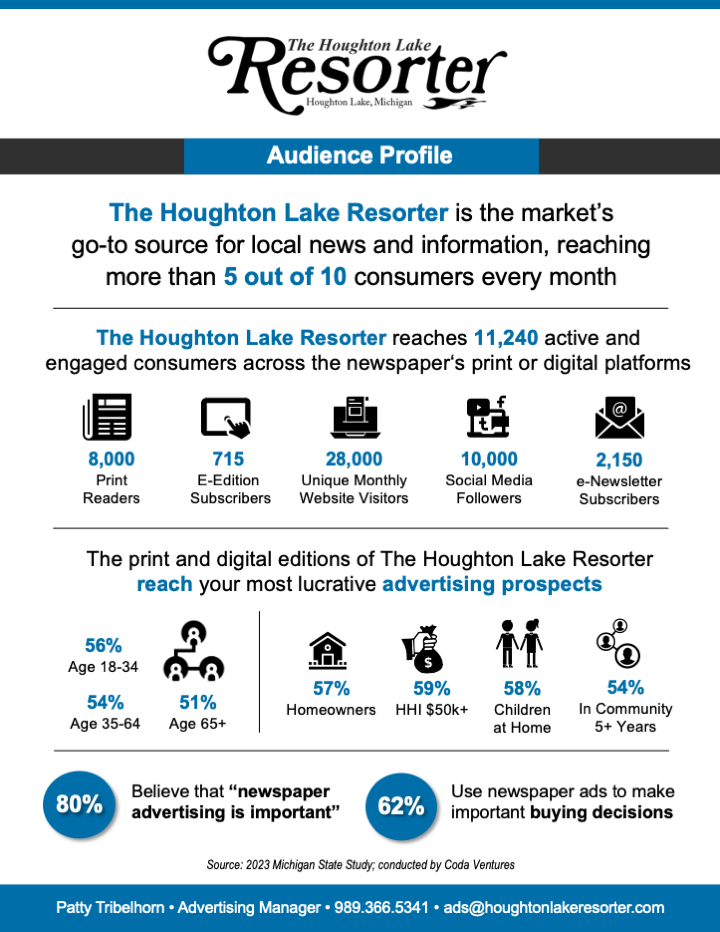 The Houghton Lake
Resorter
Houghton Lake, Michigan
Audience Profile
The Houghton Lake Resorter is the market’s
go-to source for local news and information, reaching
more than 5 out of 10 consumers every month
The Houghton Lake Resorter reaches 11,240 active and
engaged consumers across the newspaper‘s print or digital platforms
8,000
Print
Readers
715
E-Edition
Subscribers
28,000
Unique Monthly
Website Visitors
10,000
Social Media
Followers
@
2,150
e-Newsletter
Subscribers
The print and digital editions of The Houghton Lake Resorter
reach your most lucrative advertising prospects
56%
Age 18-34
54%
Age 35-64
51%
Age 65+
57%
Homeowners
$
59%
HHI $50k+
58%
Children
at Home
54%
In Community
5+ Years
80%
Believe that “newspaper
advertising is important”
62%
Use newspaper ads to make
important buying decisions
Source: 2023 Michigan State Study; conducted by Coda Ventures
Patty Tribelhorn • Advertising Manager • 989.366.5341 • ads@houghtonlakeresorter.com